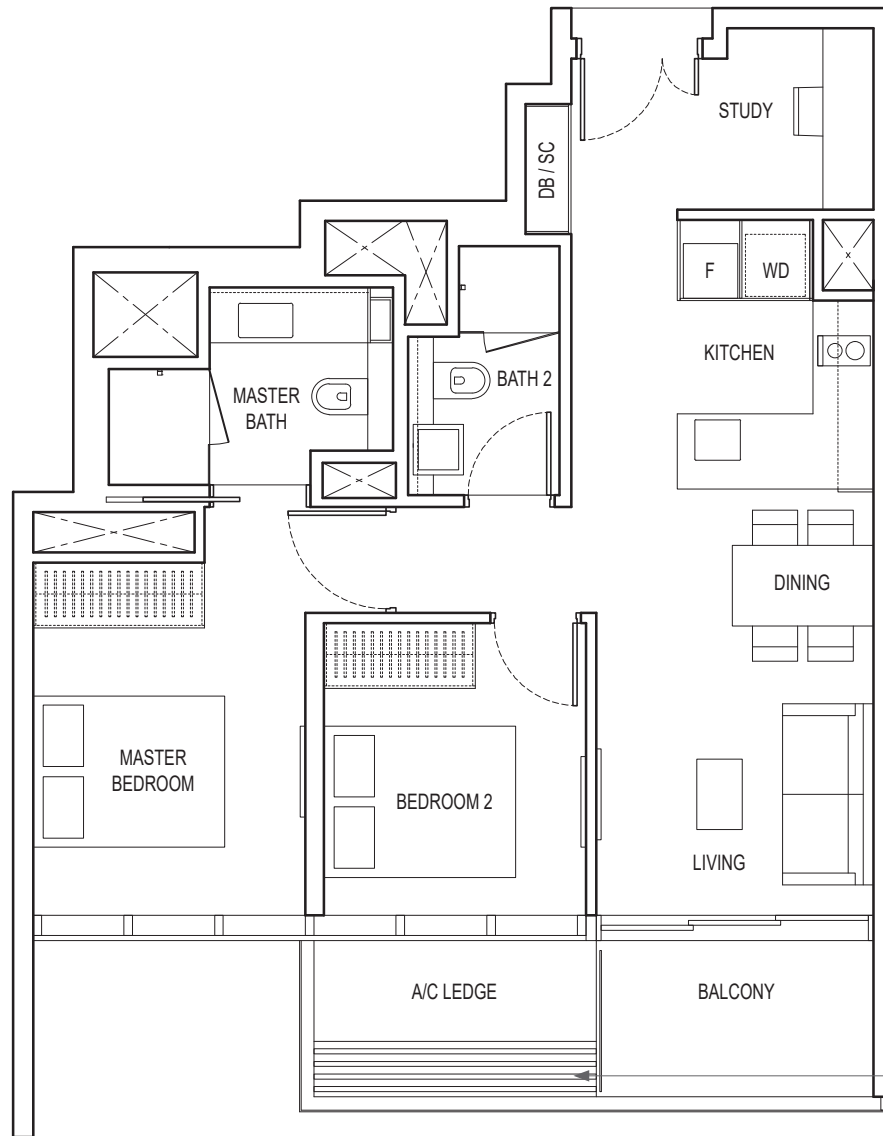 STUDY
DB / SC
F
WD
KITCHEN
MASTER
BATH
BATH 2
DINING
MASTER
BEDROOM
BEDROOM 2
LIVING
A/C LEDGE
BALCONY